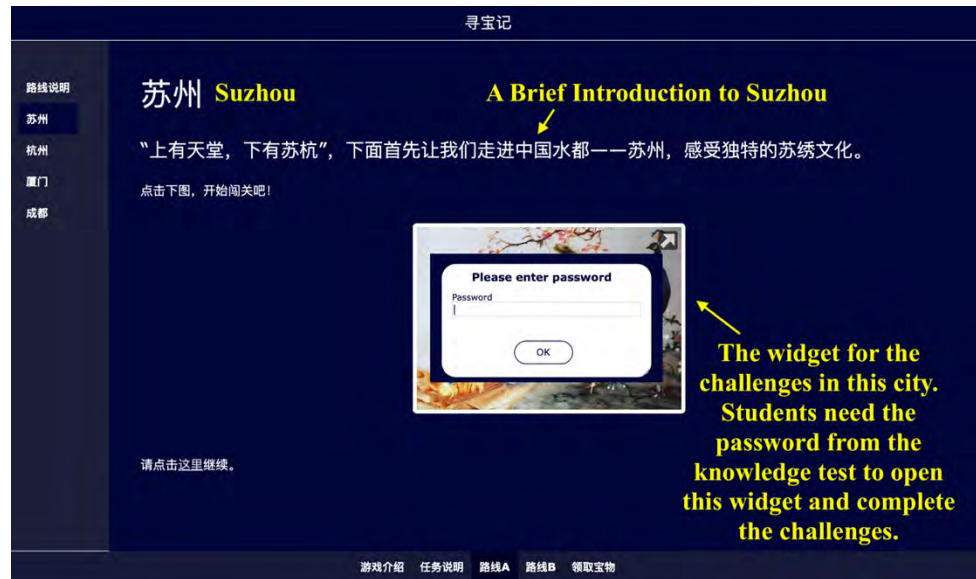 寻宝记
路线说明
苏州
杭州
厦门
成都
苏州 Suzhou
A Brief Introduction to Suzhou
“上有天堂，下有苏杭”，下面首先让我们走进中国水都——苏州，感受独特的苏绣文化。
点击下图，开始闯关吧！
Please enter password
Password
OK
The widget for the
challenges in this city.
Students need the
password from the
knowledge test to open
this widget and complete
the challenges.
请点击这里继续。
游戏介绍 任务说明 路线A 路线B 领取宝物